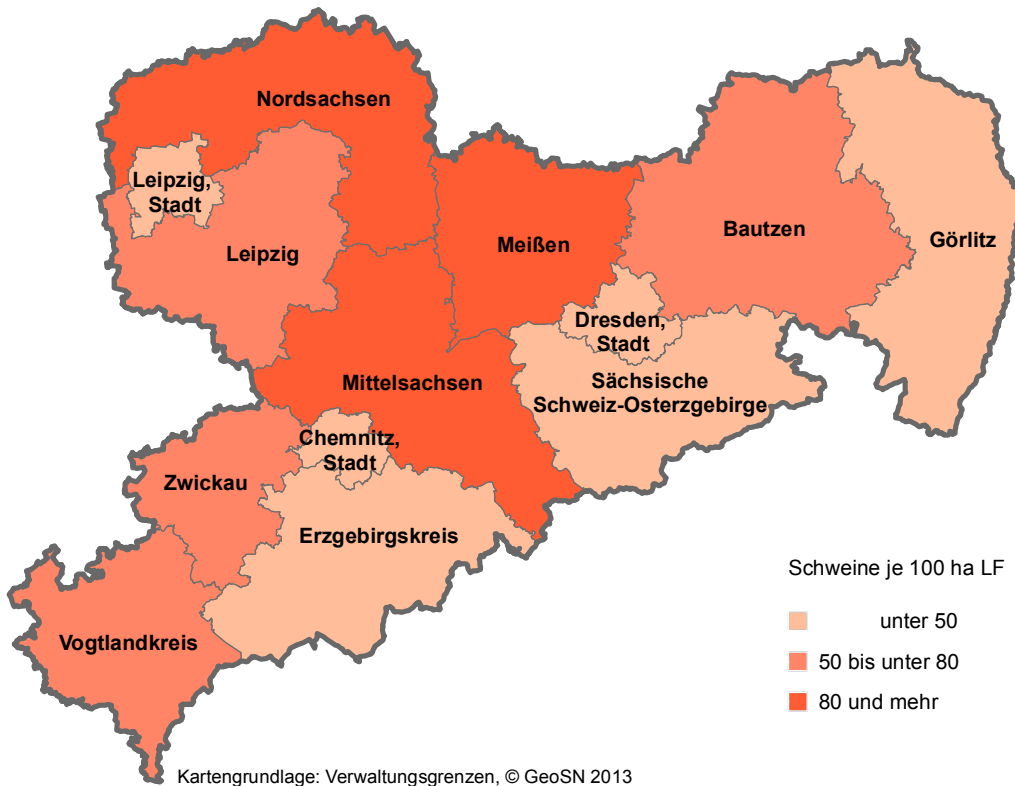 Nordsachsen
Leipzig,
Stadt
Leipzig
Meißen
Bautzen
Görlitz
Dresden,
Stadt
Mittelsachsen
Sächsische
Schweiz-Osterzgebirge
Chemnitz,
Stadt
Zwickau
Erzgebirgskreis
Vogtlandkreis
Schweine je 100 ha LF
unter 50
50 bis unter 80
80 und mehr
Kartengrundlage: Verwaltungsgrenzen, © GeoSN 2013